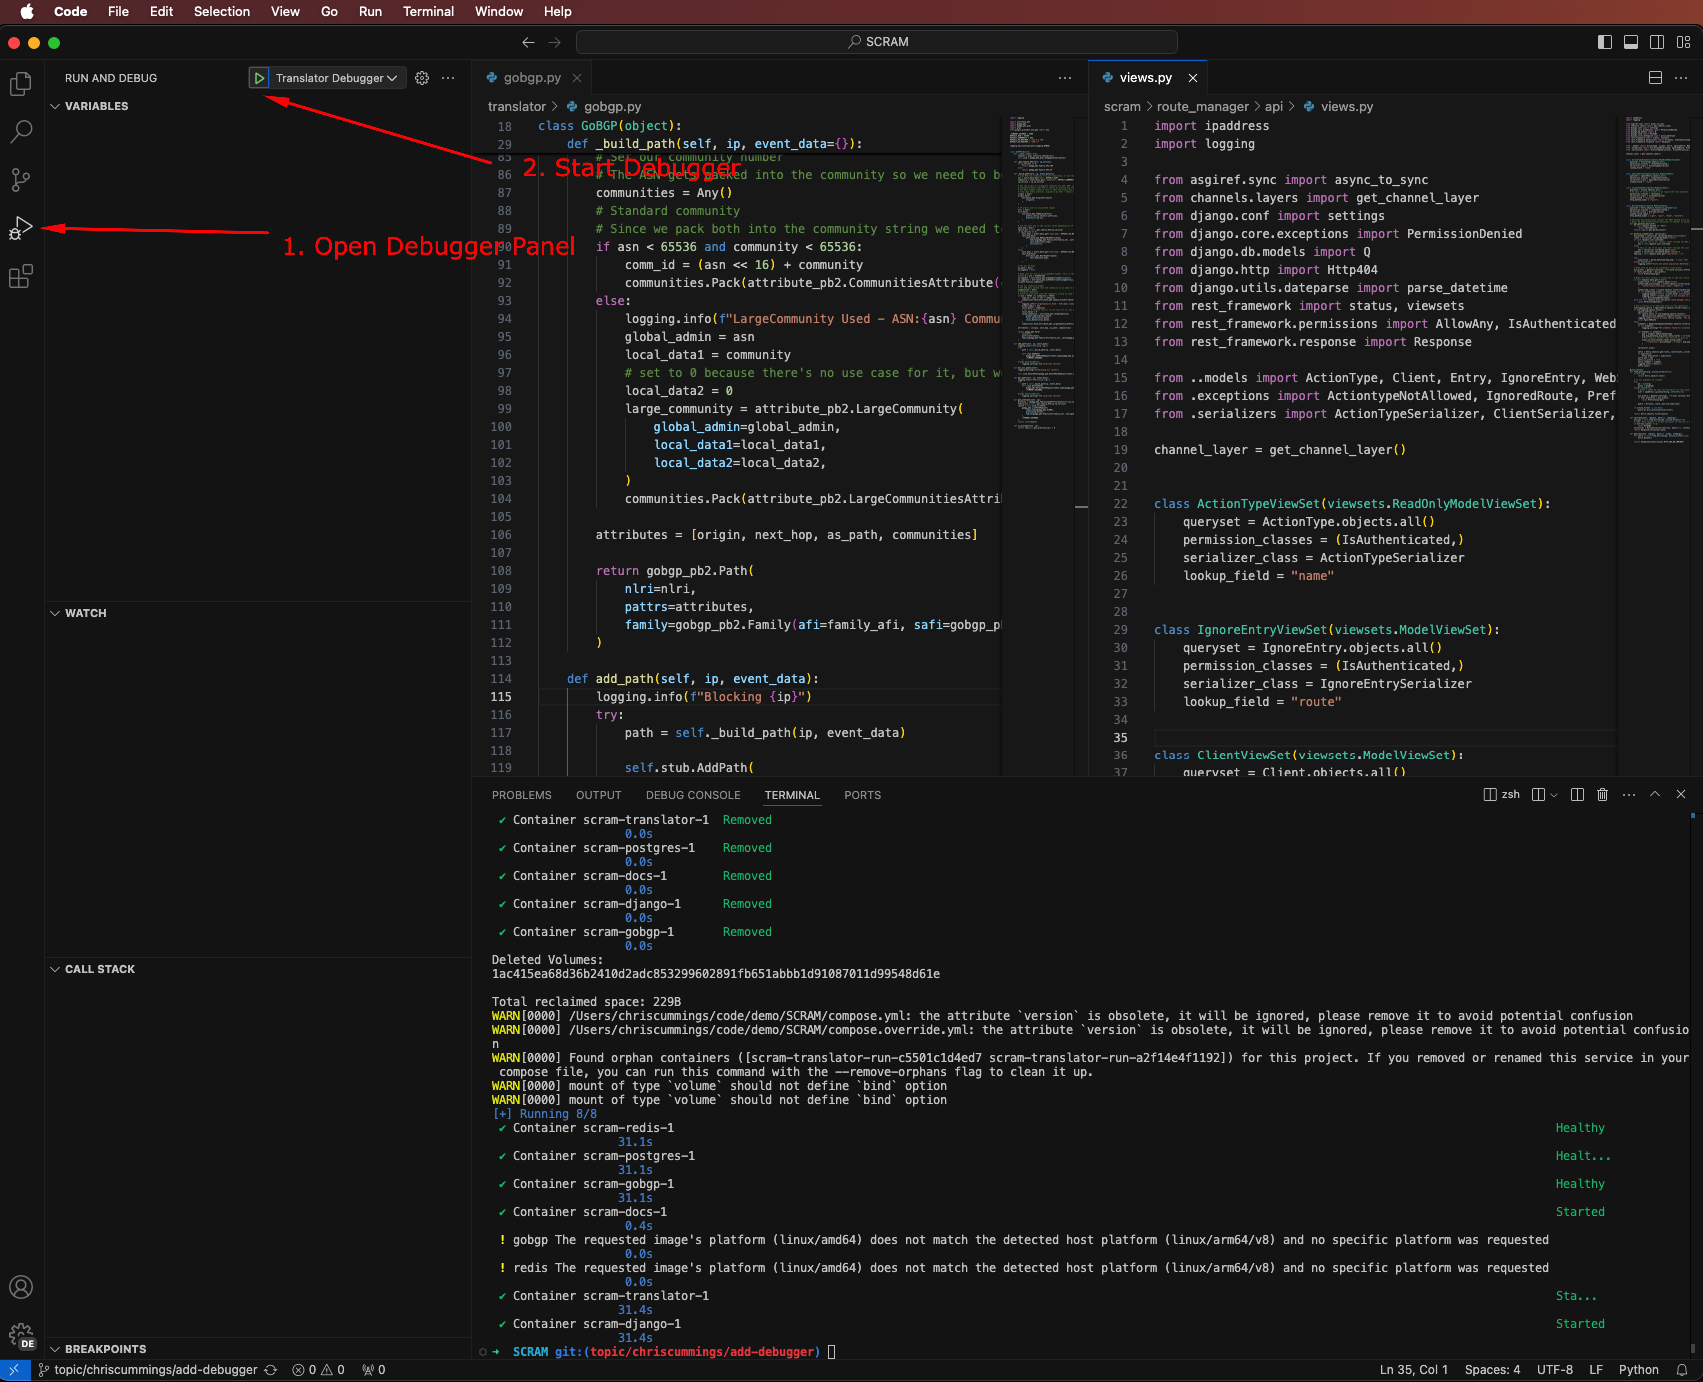 Code File Edit Selection View Go Run Terminal Window Help
SCRAM
RUN AND DEBUG
Translator Debugger
VARIABLES
WATCH
CALL STACK
BREAKPOINTS
1. Open Debugger Panel
2. Start Debugger
gobgp.py
translator > gobgp.py
18 class GoBGP(object):
29 def _build_path(self, ip, event_data={}):
85 # Set our community number
86 # The ASN gets packed into the community so we need to b
87 communities = Any()
88 # Standard community
89 # Since we pack both into the community string we need t
90 if asn < 65536 and community < 65536:
91 comm_id = (asn << 16) + community
92 communities.Pack(attribute_pb2.CommunitiesAttribute(
93 else:
94 logging.info(f"LargeCommunity Used - ASN:{asn} Commu
95 global_admin = asn
96 local_data1 = community
97 # set to 0 because there's no use case for it, but w
98 local_data2 = 0
99 large_community = attribute_pb2.LargeCommunity(
100 global_admin=global_admin,
101 local_data1=local_data1,
102 local_data2=local_data2,
103 )
104 communities.Pack(attribute_pb2.LargeCommunitiesAttri
105
106 attributes = [origin, next_hop, as_path, communities]
107
108 return gobgp_pb2.Path(
109 nlri=nlri,
110 pattrs=attributes,
111 family=gobgp_pb2.Family(afi=family_afi, safi=gobgp_p
112 )
113
114 def add_path(self, ip, event_data):
115 logging.info(f"Blocking {ip}")
116 try:
117 path = self._build_path(ip, event_data)
118
119 self.stub.AddPath(
views.py
scram > route_manager > api > views.py
1 import ipaddress
2 import logging
3
4 from asgiref.sync import async_to_sync
5 from channels.layers import get_channel_layer
6 from django.conf import settings
7 from django.core.exceptions import PermissionDenied
8 from django.db.models import Q
9 from django.http import Http404
10 from django.utils.dateparse import parse_datetime
11 from rest_framework import status, viewsets
12 from rest_framework.permissions import AllowAny, IsAuthenticated
13 from rest_framework.response import Response
14
15 from ..models import ActionType, Client, Entry, IgnoreEntry, Web
16 from .exceptions import ActiontypeNotAllowed, IgnoredRoute, Pref
17 from .serializers import ActionTypeSerializer, ClientSerializer,
18
19 channel_layer = get_channel_layer()
20
21
22 class ActionTypeViewSet(viewsets.ReadOnlyModelViewSet):
23 queryset = ActionType.objects.all()
24 permission_classes = (IsAuthenticated,)
25 serializer_class = ActionTypeSerializer
26 lookup_field = "name"
27
28
29 class IgnoreEntryViewSet(viewsets.ModelViewSet):
30 queryset = IgnoreEntry.objects.all()
31 permission_classes = (IsAuthenticated,)
32 serializer_class = IgnoreEntrySerializer
33 lookup_field = "route"
34
35
36 class ClientViewSet(viewsets.ModelViewSet):
37 queryset = Client.objects.all()
PROBLEMS OUTPUT DEBUG CONSOLE TERMINAL PORTS
zsh
✔ Container scram-translator-1 Removed
0.0s
✔ Container scram-postgres-1 Removed
0.0s
✔ Container scram-docs-1 Removed
0.0s
✔ Container scram-django-1 Removed
0.0s
✔ Container scram-gobgp-1 Removed
0.0s
Deleted Volumes:
1ac415ea68d36b2410d2adc853299602891fb651abbb1d91087011d99548d61e
Total reclaimed space: 229B
WARN[0000] /Users/chriscummings/code/demo/SCRAM/compose.yml: the attribute `version` is obsolete, it will be ignored, please remove it to avoid potential confusion
WARN[0000] /Users/chriscummings/code/demo/SCRAM/compose.override.yml: the attribute `version` is obsolete, it will be ignored, please remove it to avoid potential confusio
n
WARN[0000] Found orphan containers ([scram-translator-run-c5501c1d4ed7 scram-translator-run-a2f14e4f1192]) for this project. If you removed or renamed this service in your
compose file, you can run this command with the --remove-orphans flag to clean it up.
WARN[0000] mount of type `volume` should not define `bind` option
WARN[0000] mount of type `volume` should not define `bind` option
[+] Running 8/8
✔ Container scram-redis-1 Healthy
31.1s
✔ Container scram-postgres-1 Healt...
31.1s
✔ Container scram-gobgp-1 Healthy
31.1s
✔ Container scram-docs-1 Started
0.4s
! gobgp The requested image's platform (linux/amd64) does not match the detected host platform (linux/arm64/v8) and no specific platform was requested
0.0s
! redis The requested image's platform (linux/amd64) does not match the detected host platform (linux/arm64/v8) and no specific platform was requested
0.0s
✔ Container scram-translator-1 Sta...
31.4s
✔ Container scram-django-1 Started
31.4s
➜ SCRAM git:(topic/chriscummings/add-debugger)
DE
topic/chriscummings/add-debugger 0 0 0
Ln 35, Col 1 Spaces: 4 UTF-8 LF Python